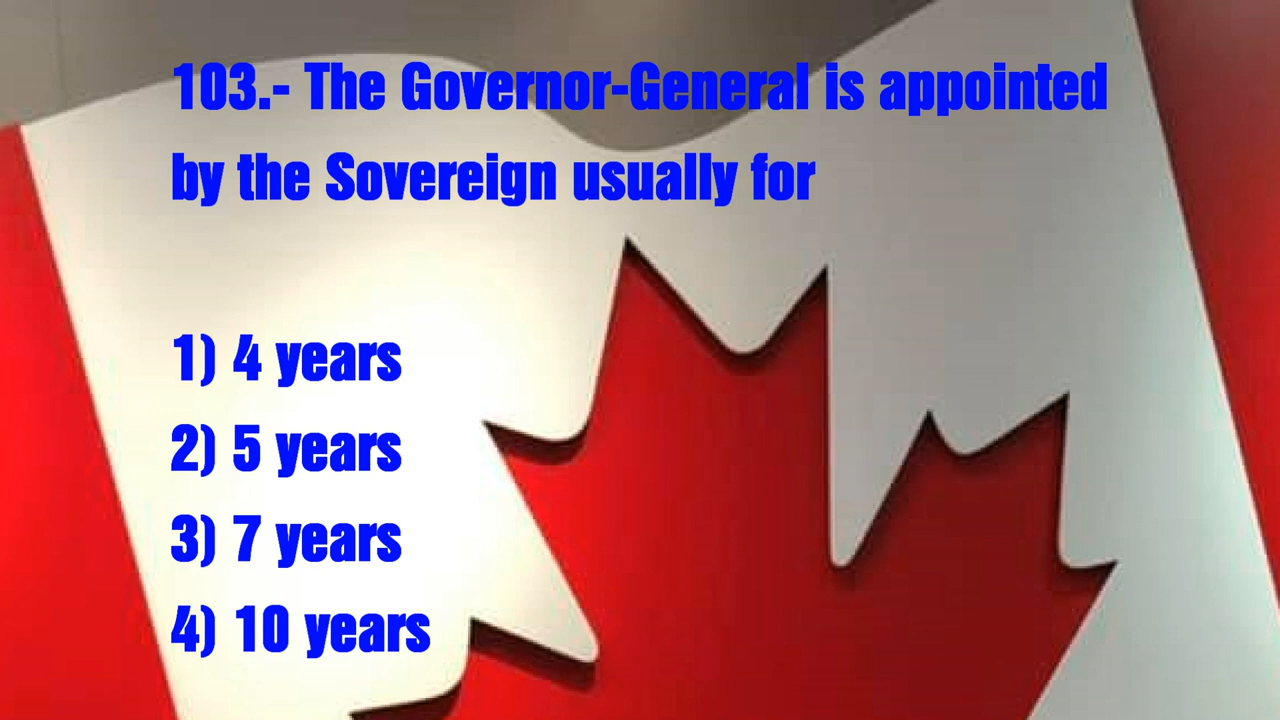 103.- The Governor-General is appointed
by the Sovereign usually for
1) 4 years
2) 5 years
3) 7 years
4) 10 years